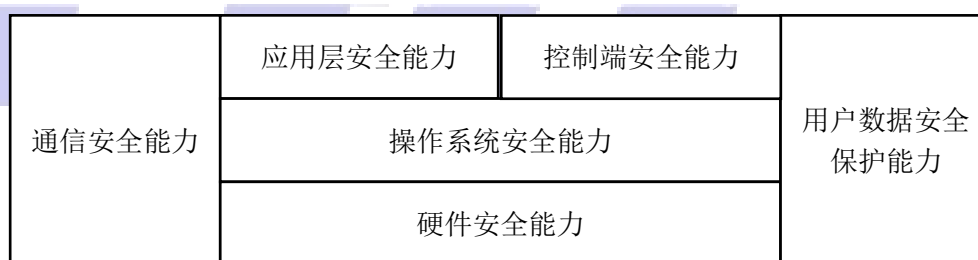 应用层安全能力
控制端安全能力
通信安全能力
操作系统安全能力
用户数据安全
保护能力
硬件安全能力